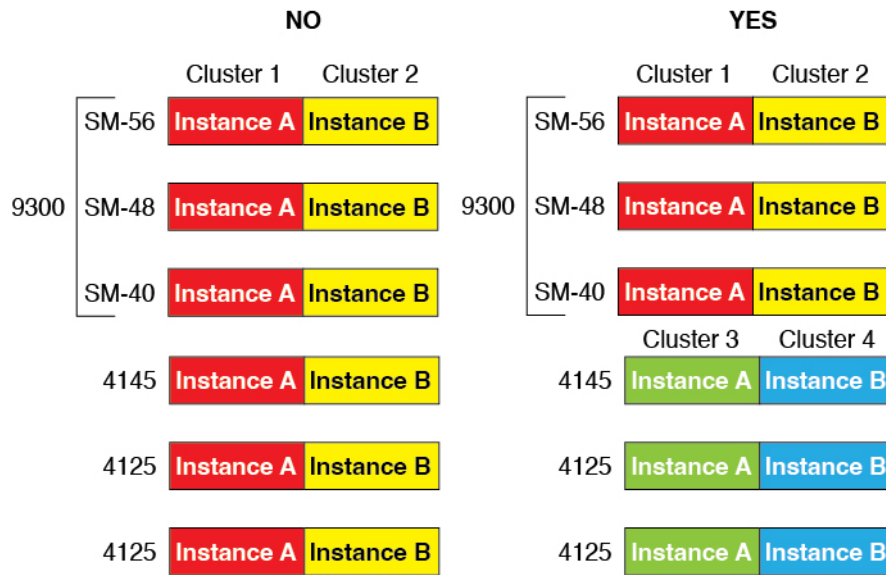 NO YES
Cluster 1 Cluster 2 Cluster 1 Cluster 2
SM-56 Instance A Instance B SM-56 Instance A Instance B
9300 SM-48 Instance A Instance B 9300 SM-48 Instance A Instance B
SM-40 Instance A Instance B SM-40 Instance A Instance B
Cluster 3 Cluster 4
4145 Instance A Instance B 4145 Instance A Instance B
4125 Instance A Instance B 4125 Instance A Instance B
4125 Instance A Instance B 4125 Instance A Instance B